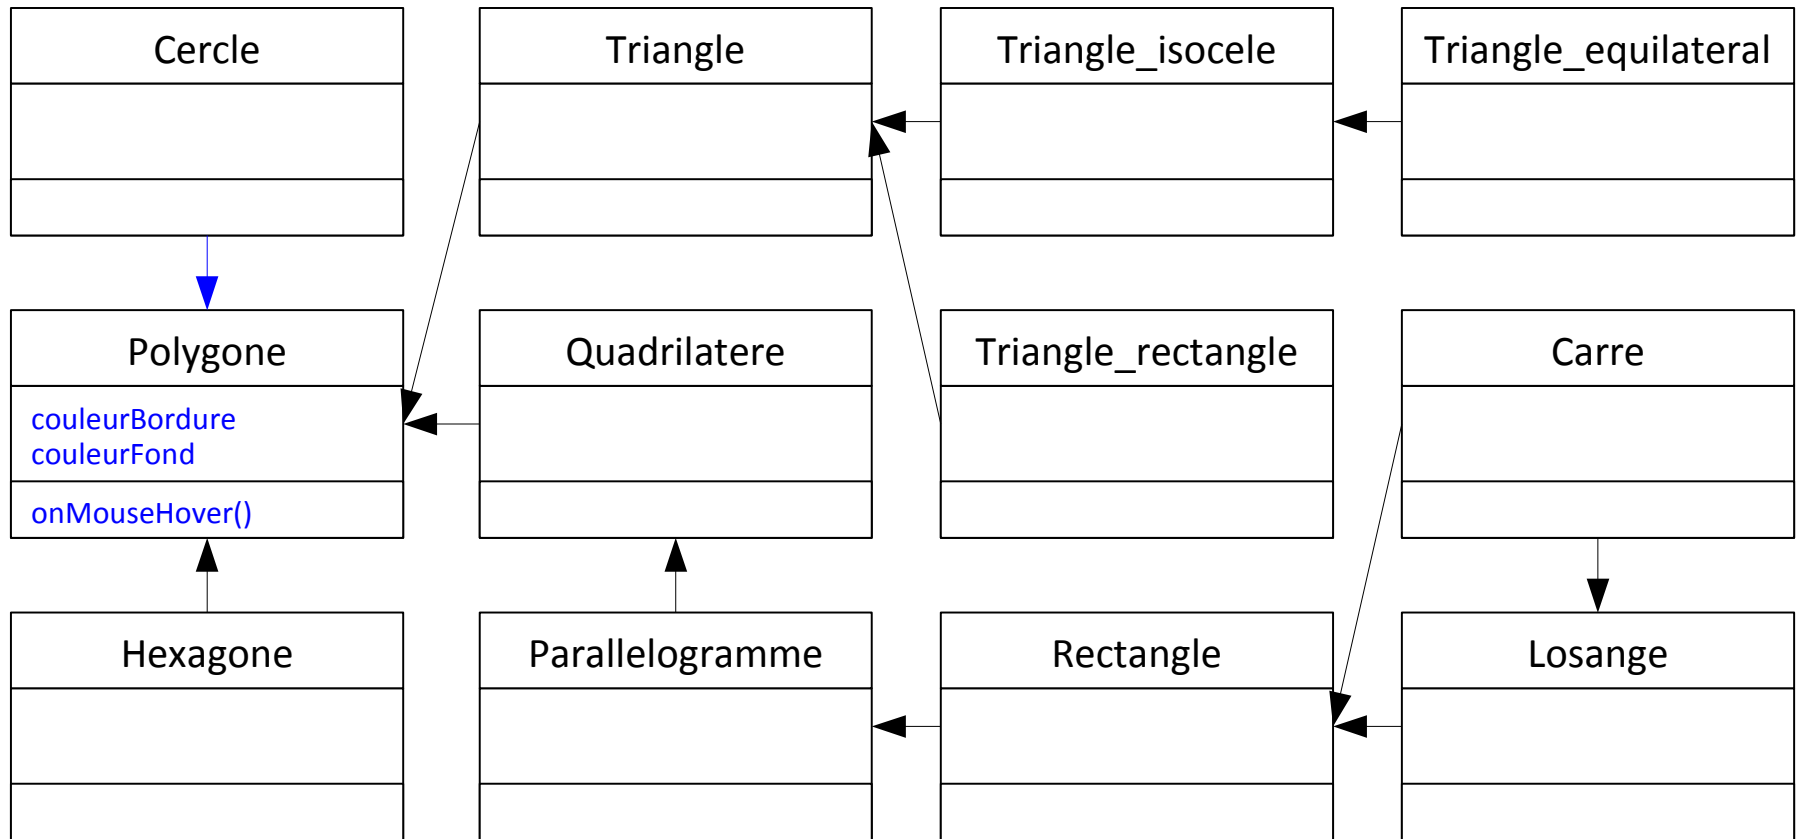 Cercle
Triangle
Triangle_isocele
Triangle_equilateral
Polygone
couleurBordure
couleurFond
onMouseHover()
Quadrilatere
Triangle_rectangle
Carre
Hexagone
Parallelogramme
Rectangle
Losange